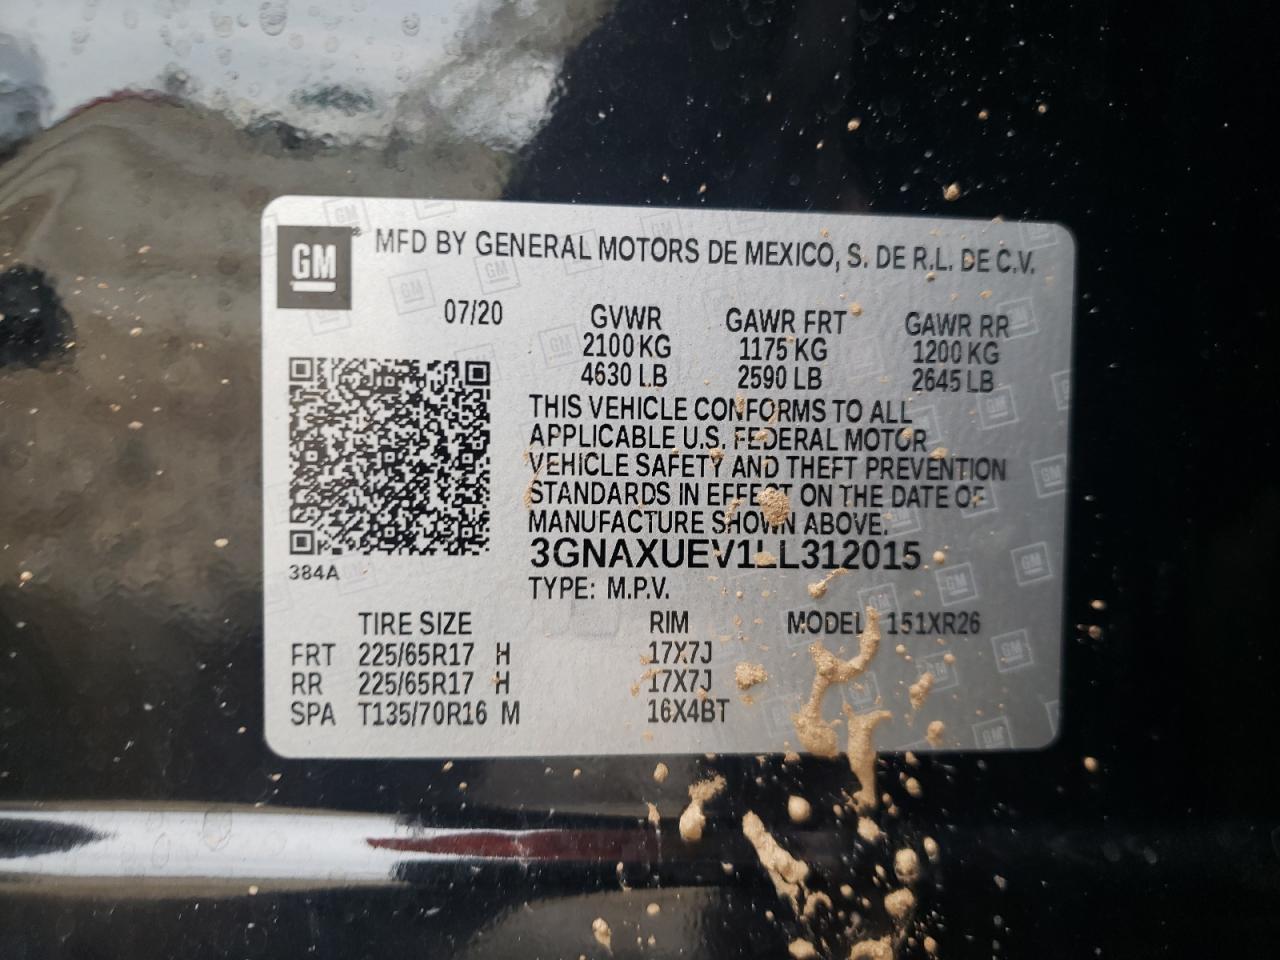 GM
MFD BY GENERAL MOTORS DE MEXICO, S. DE R.L. DE C.V.
07/20
GVWR GAWR FRT GAWR RR
2100 KG 1175 KG 1200 KG
4630 LB 2590 LB 2645 LB
THIS VEHICLE CONFORMS TO ALL
APPLICABLE U.S. FEDERAL MOTOR
VEHICLE SAFETY AND THEFT PREVENTION
STANDARDS IN EFFECT ON THE DATE OF
MANUFACTURE SHOWN ABOVE.
3GNAXUEV1LL312015
384A
TYPE: M.P.V.
TIRE SIZE RIM MODEL 151XR26
FRT 225/65R17 H 17X7J
RR 225/65R17 H 17X7J
SPA T135/70R16 M 16X4BT